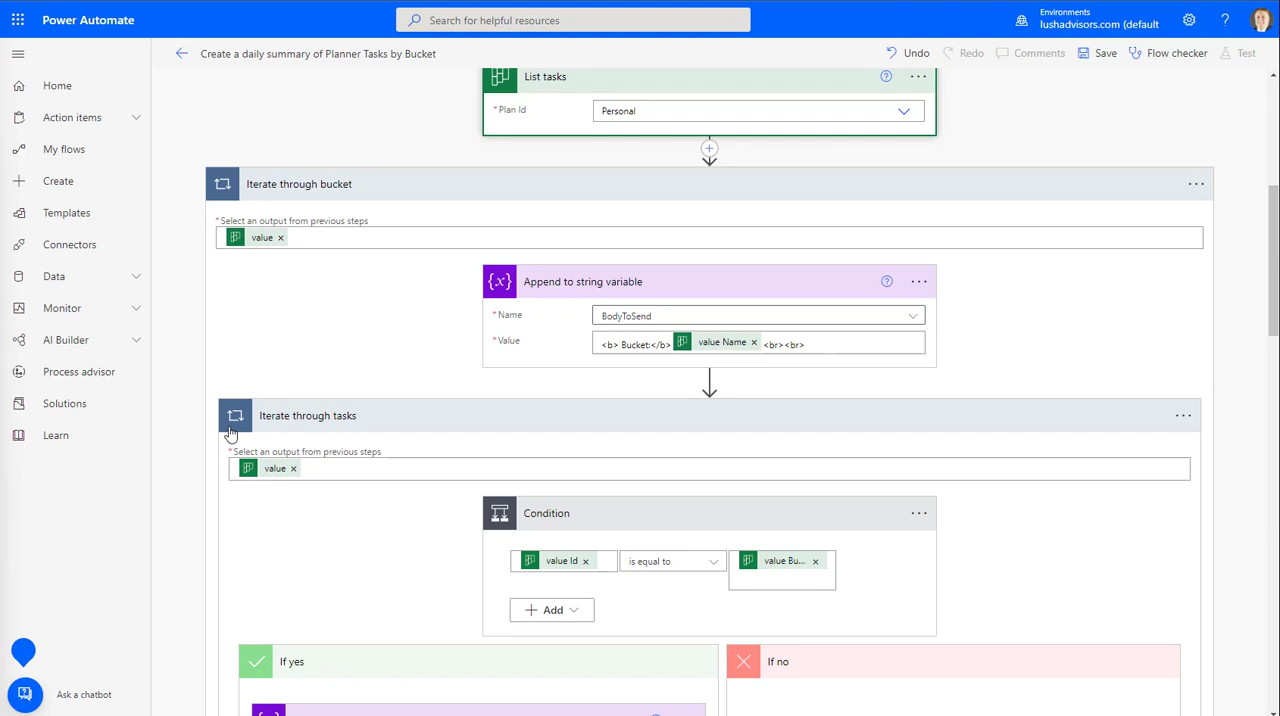 Power Automate
Search for helpful resources
Environments
lushadvisors.com (default
?
Create a daily summary of Planner Tasks by Bucket
Undo
Redo
Comments
Save
Flow checker
Test
Home
Action items
My flows
Create
Templates
Connectors
Data
Monitor
AI Builder
Process advisor
Solutions
Learn
Ask a chatbot
List tasks
* Plan Id
Personal
Iterate through bucket
* Select an output from previous steps
value ×
{x} Append to string variable
* Name
BodyToSend
* Value
<b> Bucket:</b> value Name × <br><br>
Iterate through tasks
* Select an output from previous steps
value ×
Condition
value Id ×
is equal to
value Bu... ×
+ Add
If yes
If no